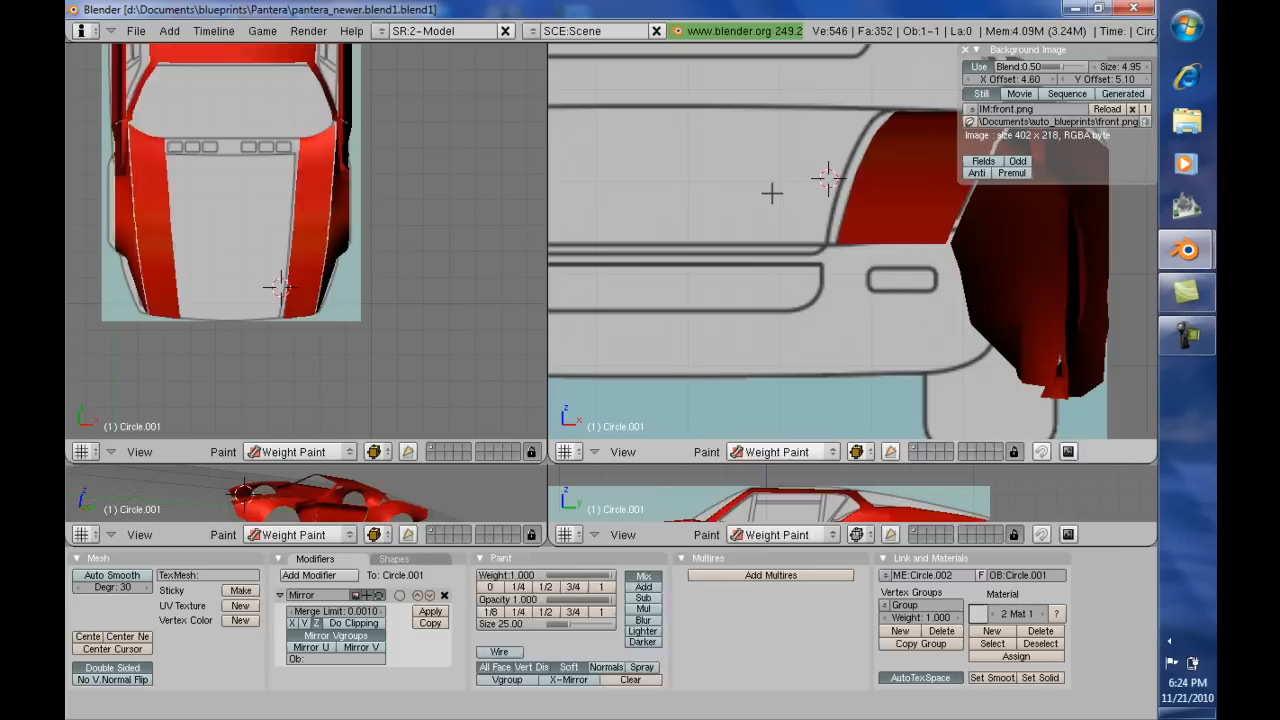 Blender [d:\Documents\blueprints\Pantera\pantera_newer.blend1.blend1]
File Add Timeline Game Render Help SR:2-Model SCE:Scene www.blender.org 249.2 Ve:546 | Fa:352 | Ob:1-1 | La:0 | Mem:4.09M (3.24M) | Time: | Circ
Background Image
Use Blend:0.50 Size: 4.95
X Offset: 4.60 Y Offset: 5.10
Still Movie Sequence Generated
IM:front.png Reload 1
\Documents\auto_blueprints\front.png
Image : size 402 x 218, RGBA byte
Fields Odd
Anti Premul
(1) Circle.001
(1) Circle.001
View Paint Weight Paint
View Paint Weight Paint
(1) Circle.001
(1) Circle.001
View Paint Weight Paint
View Paint Weight Paint
Mesh
Auto Smooth
Degr: 30
TexMesh:
Sticky Make
UV Texture New
Vertex Color New
Cente Center Ne
Center Cursor
Double Sided
No V.Normal Flip
Modifiers Shapes
Add Modifier To: Circle.001
Mirror
Merge Limit: 0.0010 Apply
X Y Z Do Clipping Copy
Mirror Vgroups
Mirror U Mirror V
Ob:
Paint
Weight:1.000
0 1/4 1/2 3/4 1
Opacity 1.000
1/8 1/4 1/2 3/4 1
Size 25.00
Mix
Add
Sub
Mul
Blur
Lighter
Darker
Wire
All Face Vert Dis Soft Normals Spray
Vgroup X-Mirror Clear
Multires
Add Multires
Link and Materials
ME:Circle.002 F OB:Circle.001
Vertex Groups
Group
Weight: 1.000
New Delete
Copy Group
Material
2 Mat 1 ?
New Delete
Select Deselect
Assign
AutoTexSpace Set Smoot Set Solid
6:24 PM
11/21/2010